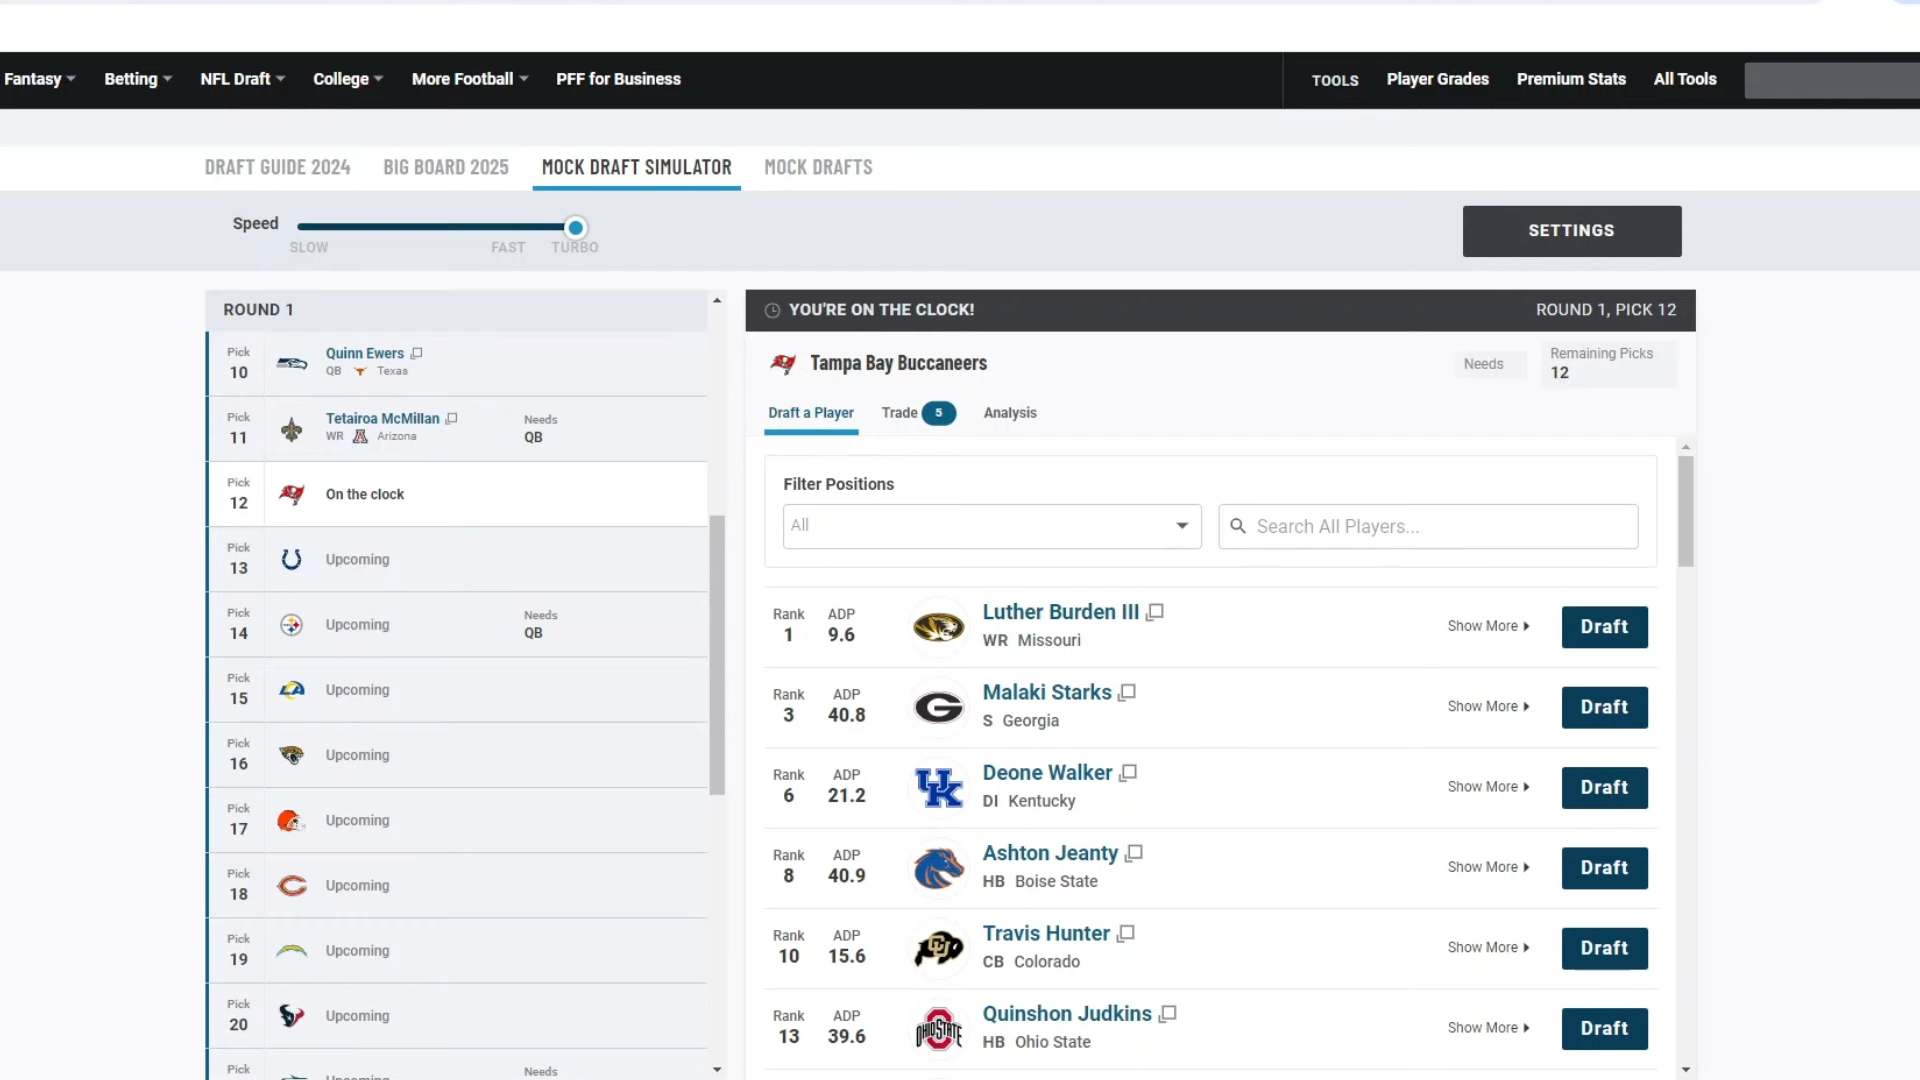 Fantasy Betting NFL Draft College More Football PFF for Business TOOLS Player Grades Premium Stats All Tools
DRAFT GUIDE 2024 BIG BOARD 2025 MOCK DRAFT SIMULATOR MOCK DRAFTS
Speed
SLOW FAST TURBO
SETTINGS
ROUND 1
Pick 10
Quinn Ewers
QB Texas
Pick 11
Tetairoa McMillan
WR Arizona
Needs
QB
Pick 12
On the clock
Pick 13
Upcoming
Pick 14
Upcoming
Needs
QB
Pick 15
Upcoming
Pick 16
Upcoming
Pick 17
Upcoming
Pick 18
Upcoming
Pick 19
Upcoming
Pick 20
Upcoming
Pick
Upcoming
Needs
YOU'RE ON THE CLOCK! ROUND 1, PICK 12
Tampa Bay Buccaneers
Needs
Remaining Picks
12
Draft a Player Trade 5 Analysis
Filter Positions
All
Search All Players...
Rank 1 ADP 9.6
Luther Burden III
WR Missouri
Show More
Draft
Rank 3 ADP 40.8
Malaki Starks
S Georgia
Show More
Draft
Rank 6 ADP 21.2
UK
Deone Walker
DI Kentucky
Show More
Draft
Rank 8 ADP 40.9
Ashton Jeanty
HB Boise State
Show More
Draft
Rank 10 ADP 15.6
CU
Travis Hunter
CB Colorado
Show More
Draft
Rank 13 ADP 39.6
OHIO STATE
Quinshon Judkins
HB Ohio State
Show More
Draft